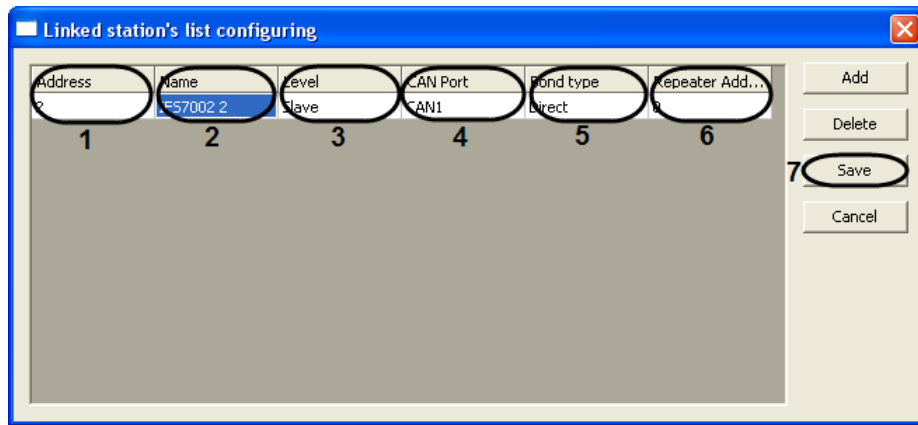 Linked station's list configuring
Address Name Level CAN Port Bond type Repeater Add...
2 IFS7002 2 Slave CAN1 Direct 0
1 2 3 4 5 6
Add
Delete
7 Save
Cancel